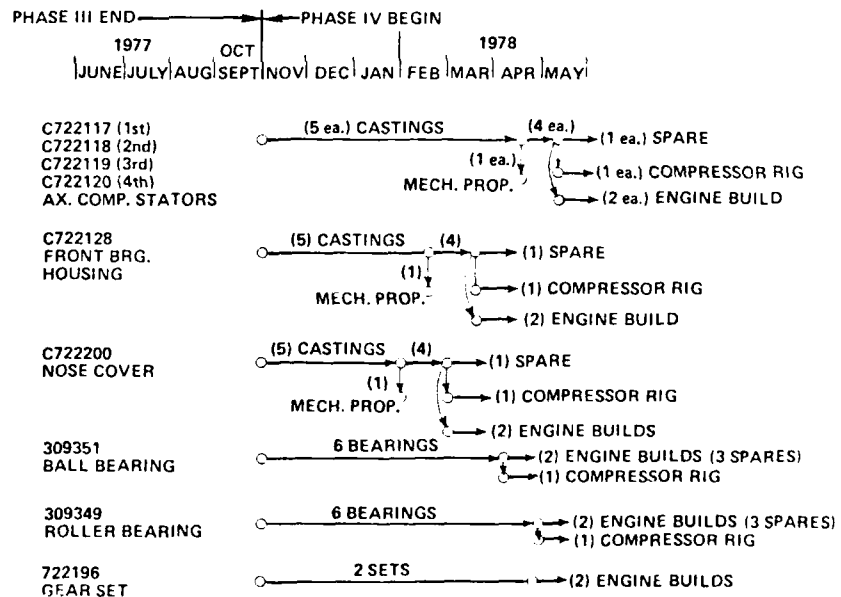 PHASE III END PHASE IV BEGIN
1977 OCT 1978
JUNE JULY AUG SEPT NOV DEC JAN FEB MAR APR MAY
C722117 (1st)
C722118 (2nd)
C722119 (3rd)
C722120 (4th)
AX. COMP. STATORS
(5 ea.) CASTINGS (4 ea.) (1 ea.) SPARE
(1 ea.) (1 ea.) COMPRESSOR RIG
MECH. PROP. (2 ea.) ENGINE BUILD
C722128
FRONT BRG.
HOUSING
(5) CASTINGS (4) (1) SPARE
(1) (1) COMPRESSOR RIG
MECH. PROP.
(2) ENGINE BUILD
C722200
NOSE COVER
(5) CASTINGS (4) (1) SPARE
(1) (1) COMPRESSOR RIG
MECH. PROP.
(2) ENGINE BUILDS
309351
BALL BEARING
6 BEARINGS (2) ENGINE BUILDS (3 SPARES)
(1) COMPRESSOR RIG
309349
ROLLER BEARING
6 BEARINGS (2) ENGINE BUILDS (3 SPARES)
(1) COMPRESSOR RIG
722196
GEAR SET
2 SETS (2) ENGINE BUILDS